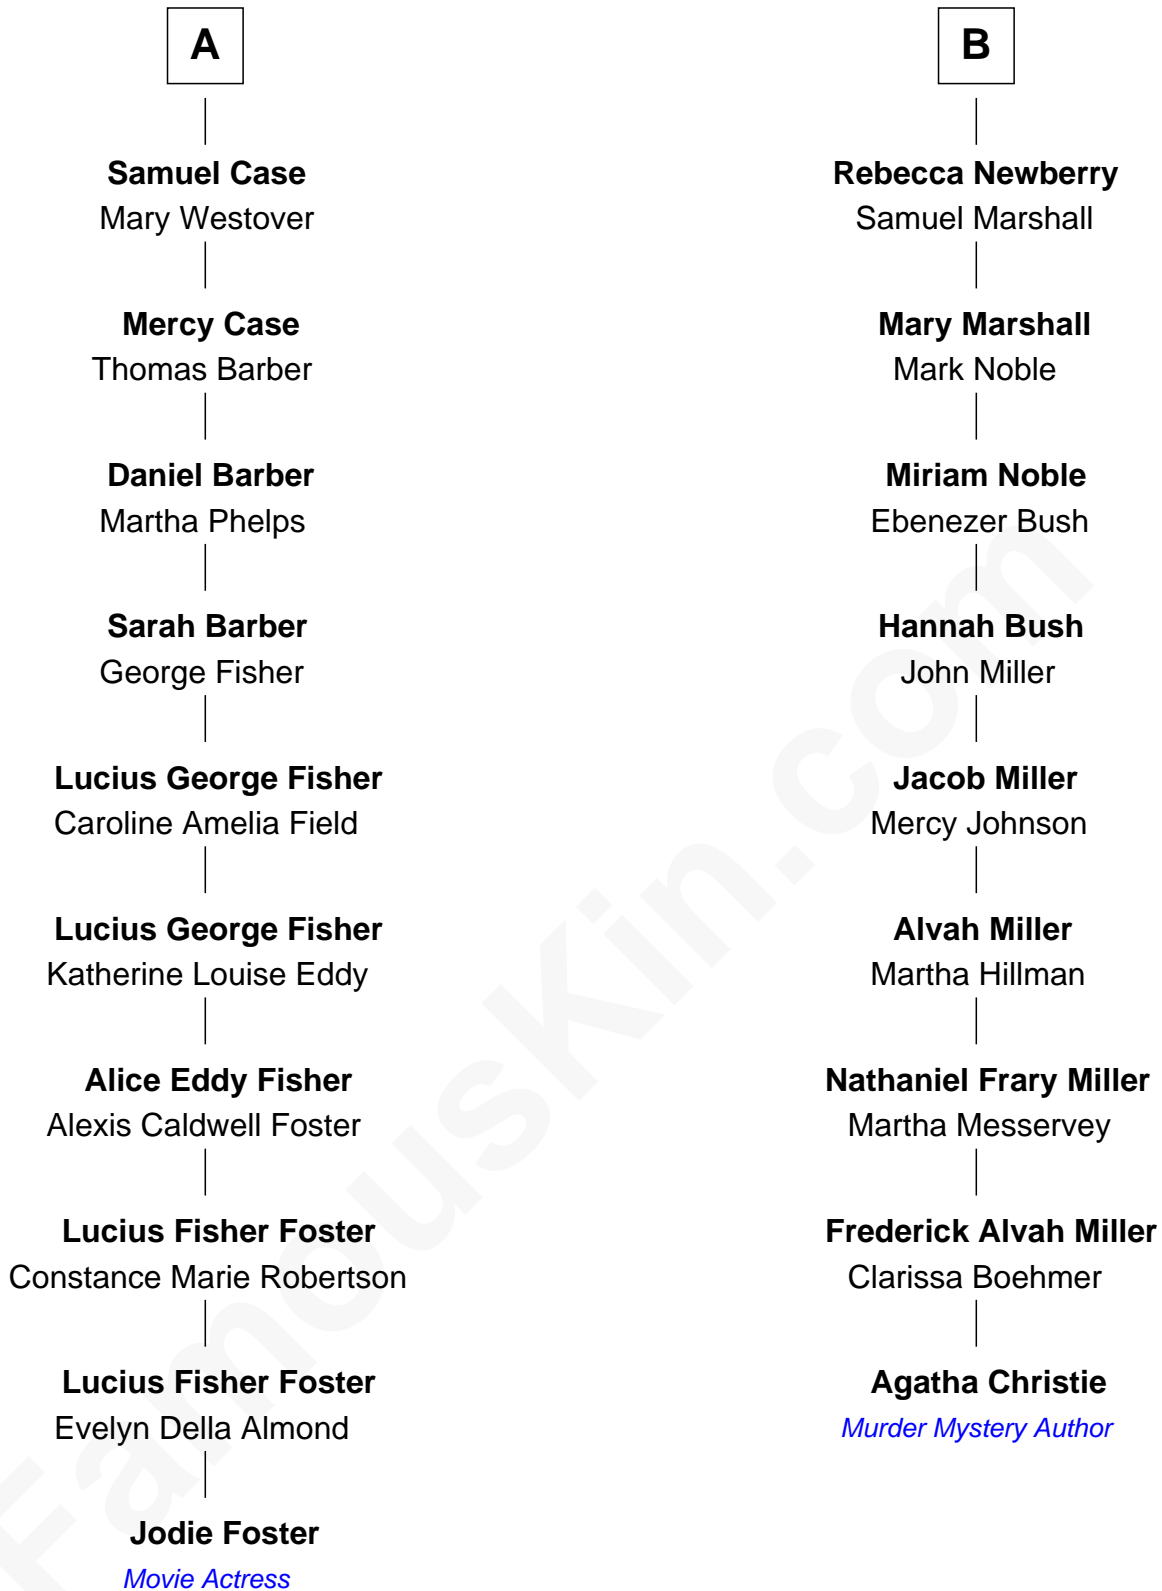 A
Samuel Case
Mary Westover
Mercy Case
Thomas Barber
Daniel Barber
Martha Phelps
Sarah Barber
George Fisher
Lucius George Fisher
Caroline Amelia Field
Lucius George Fisher
Katherine Louise Eddy
Alice Eddy Fisher
Alexis Caldwell Foster
Lucius Fisher Foster
Constance Marie Robertson
Lucius Fisher Foster
Evelyn Della Almond
Jodie Foster
Movie Actress
B
Rebecca Newberry
Samuel Marshall
Mary Marshall
Mark Noble
Miriam Noble
Ebenezer Bush
Hannah Bush
John Miller
Jacob Miller
Mercy Johnson
Alvah Miller
Martha Hillman
Nathaniel Frary Miller
Martha Messervey
Frederick Alvah Miller
Clarissa Boehmer
Agatha Christie
Murder Mystery Author
FamousKin.com